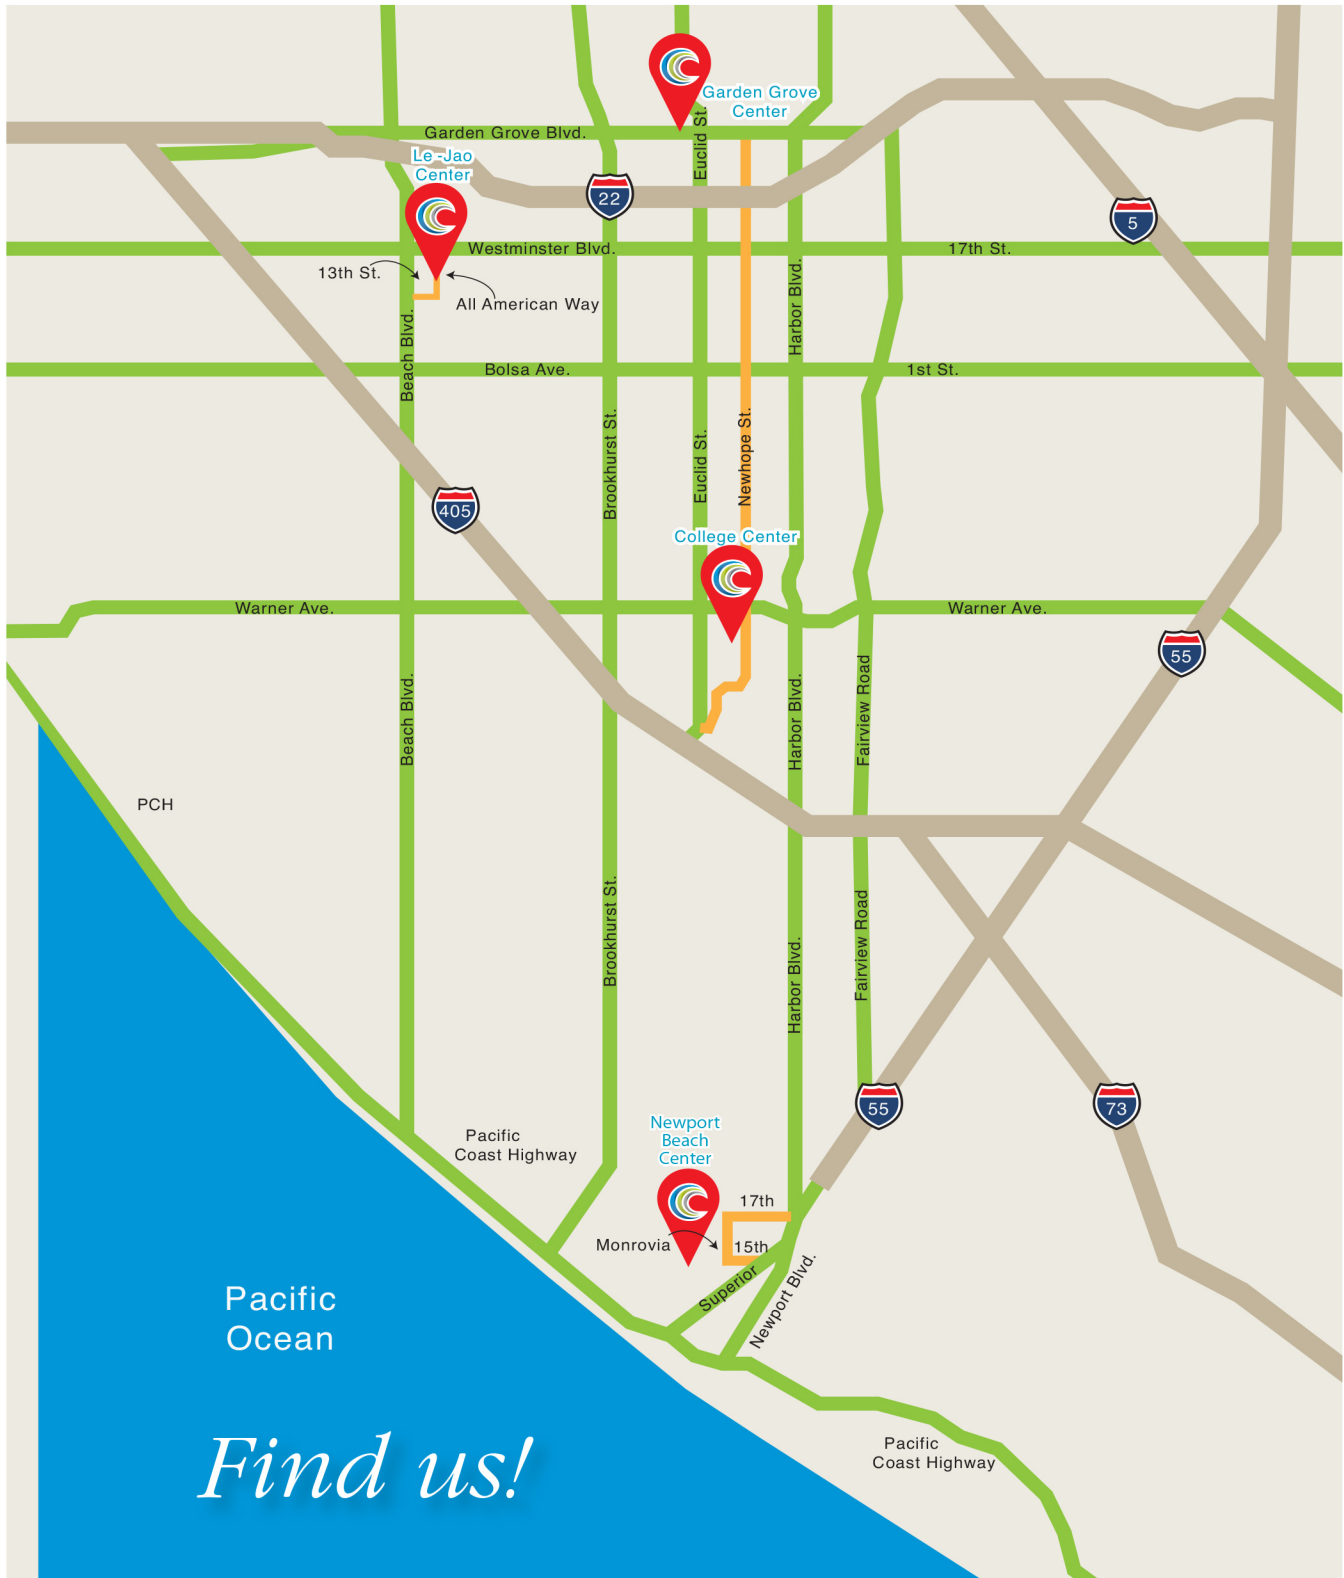 Garden Grove
Center
Garden Grove Blvd.
Euclid St.
Le -Jao
Center
22
5
Westminster Blvd.
17th St.
13th St.
All American Way
Harbor Blvd.
Beach Blvd.
Bolsa Ave.
1st St.
Brookhurst St.
Euclid St.
Newhope St.
405
College Center
Warner Ave.
Warner Ave.
55
Beach Blvd.
Harbor Blvd.
Fairview Road
PCH
Brookhurst St.
Harbor Blvd.
Fairview Road
55
73
Newport
Beach
Center
Pacific
Coast Highway
17th
Monrovia
15th
Superior
Newport Blvd.
Pacific
Ocean
Find us!
Pacific
Coast Highway